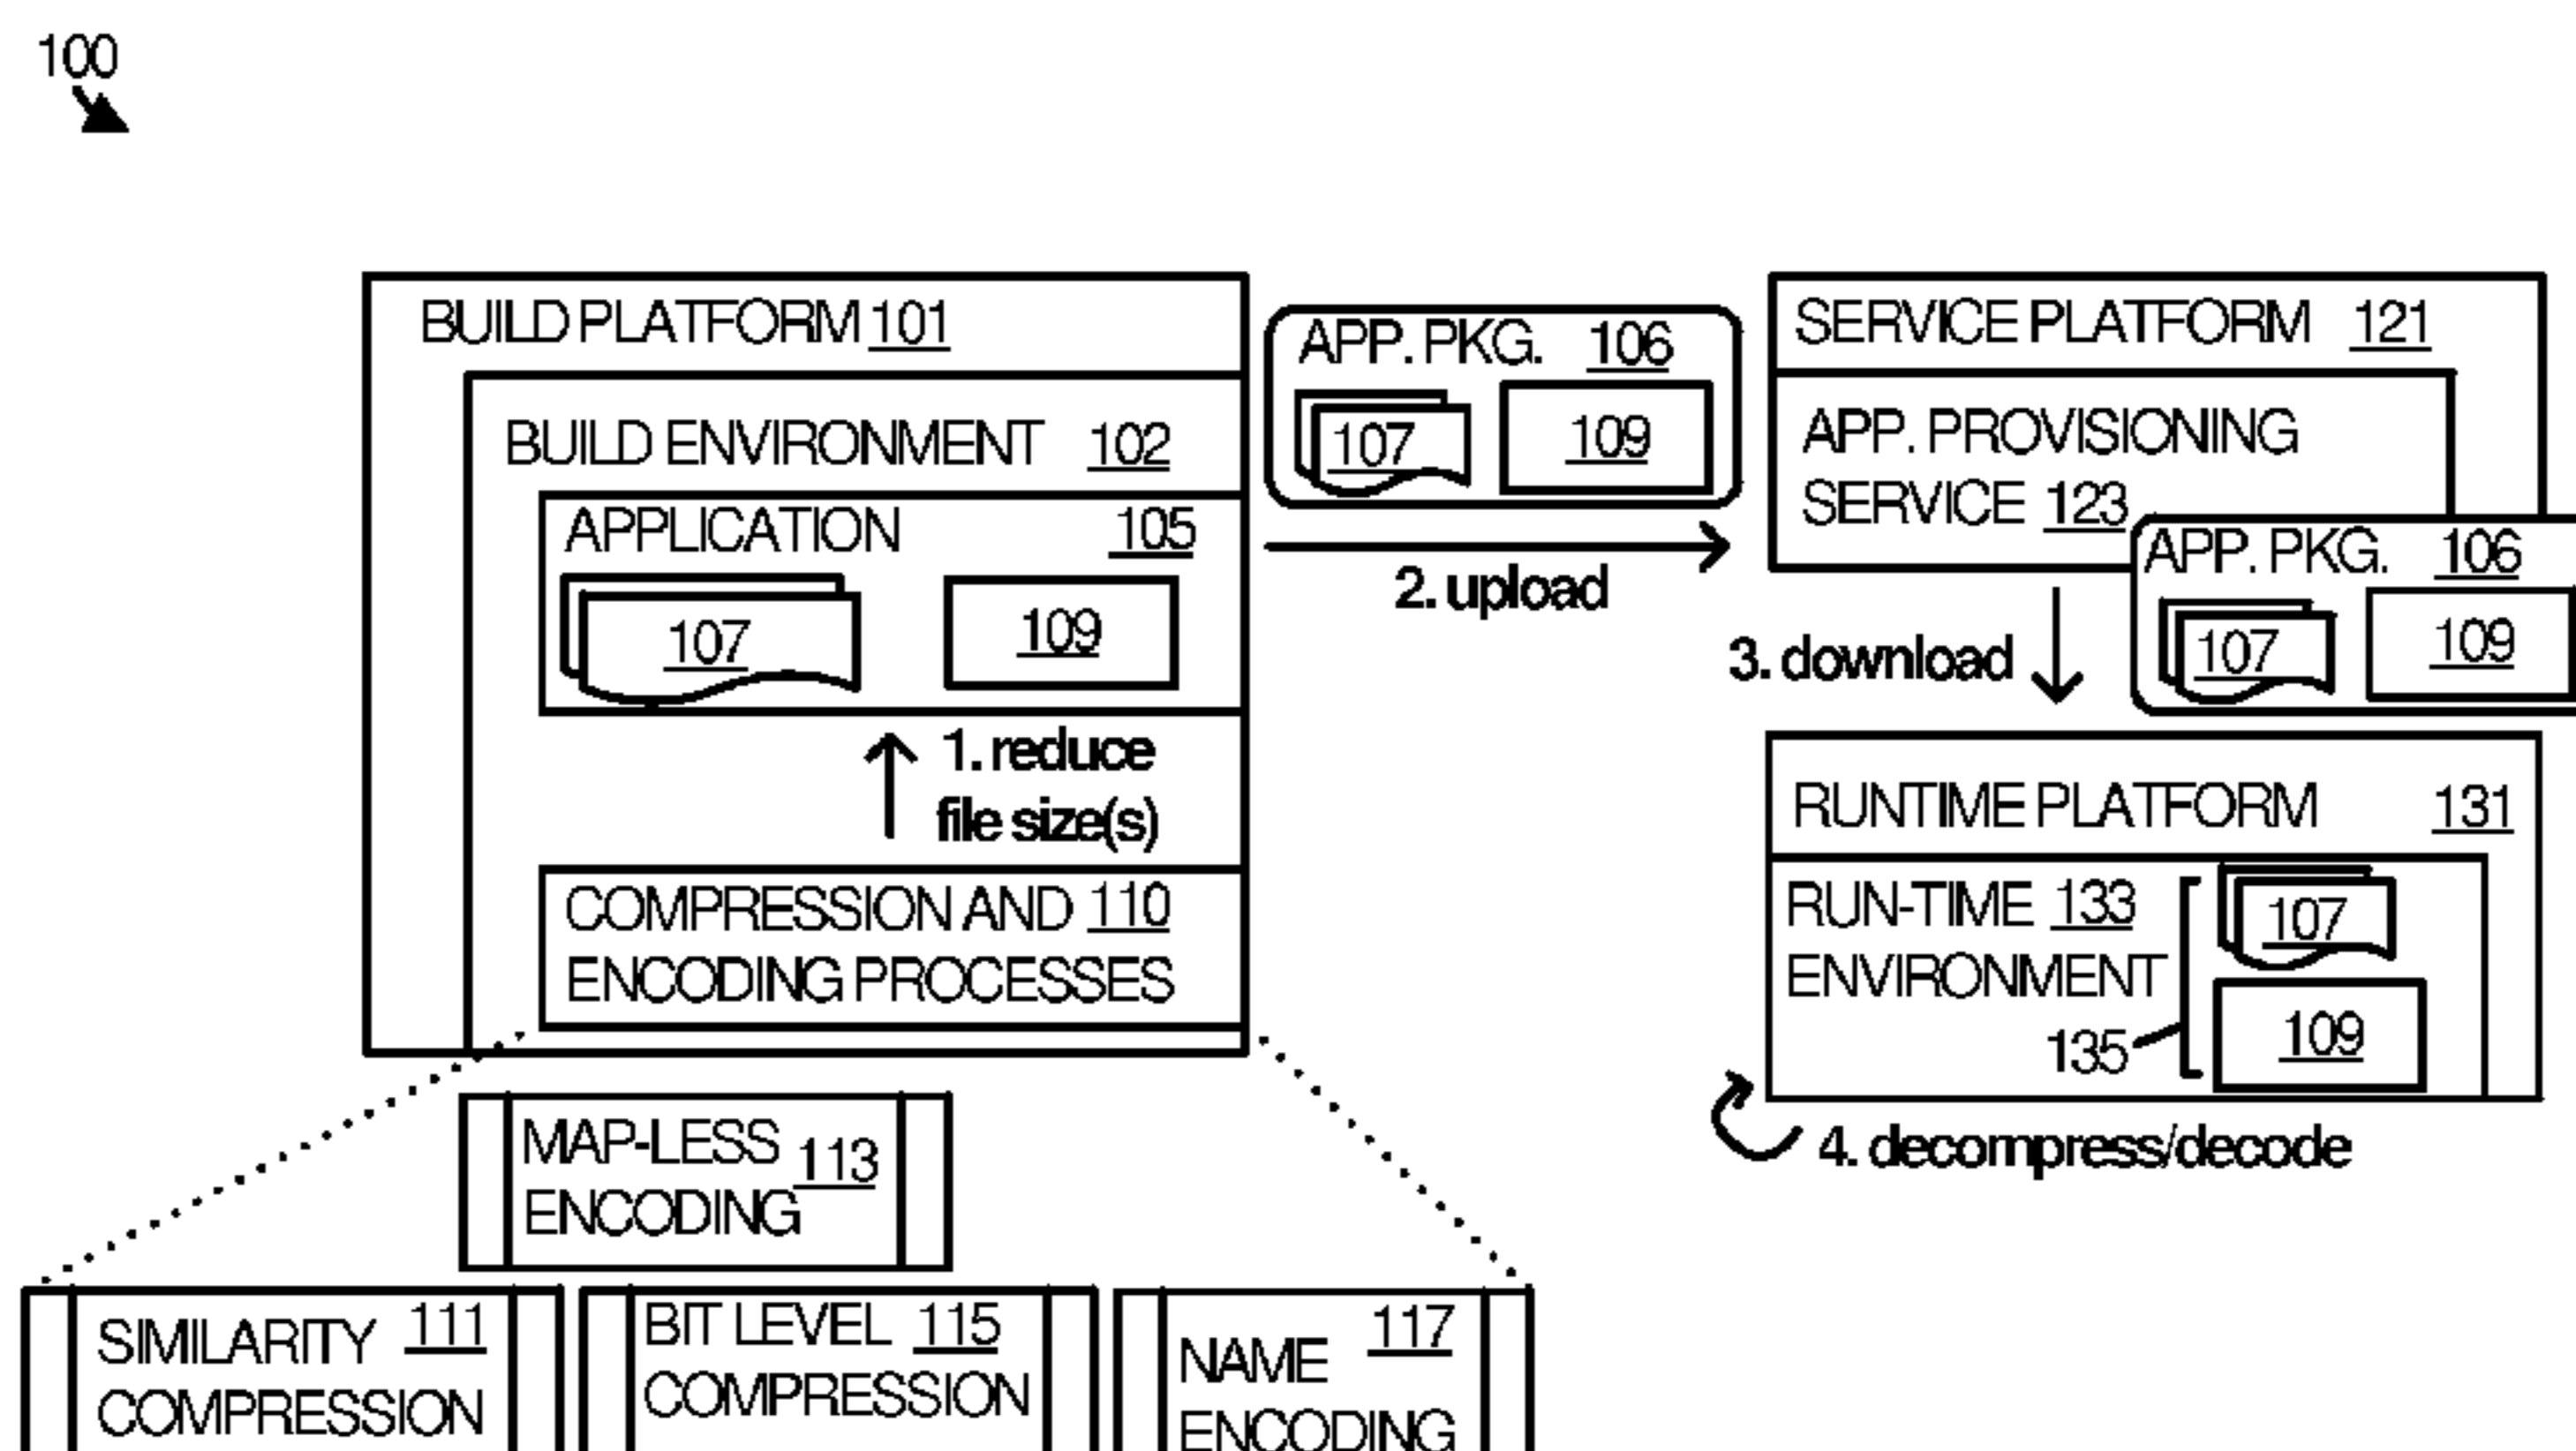 100
BUILD PLATFORM 101
BUILD ENVIRONMENT 102
APPLICATION 105
107 109
1. reduce
file size(s)
COMPRESSION AND 110
ENCODING PROCESSES
APP. PKG. 106
107 109
2. upload
SERVICE PLATFORM 121
APP. PROVISIONING
SERVICE 123
APP. PKG. 106
107 109
3. download
RUNTIME PLATFORM 131
RUN-TIME 133
ENVIRONMENT
107
109
135
4. decompress/decode
MAP-LESS 113
ENCODING
SIMILARITY 111
COMPRESSION
BIT LEVEL 115
COMPRESSION
NAME 117
ENCODING